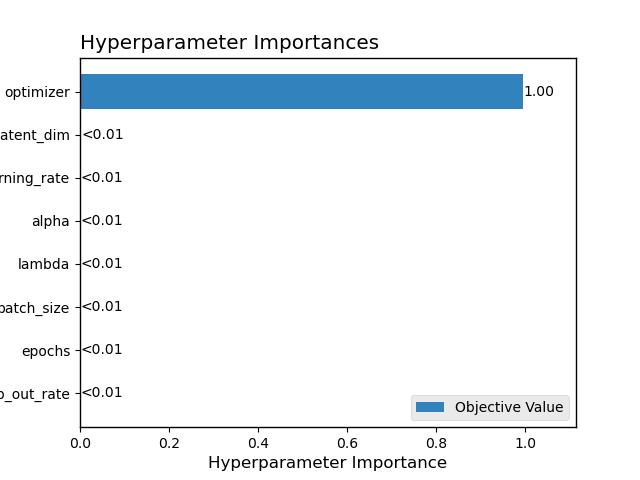 Hyperparameter Importances
optimizer 1.00
atent_dim <0.01
rning_rate <0.01
alpha <0.01
lambda <0.01
batch_size <0.01
epochs <0.01
o_out_rate <0.01
Objective Value
0.0 0.2 0.4 0.6 0.8 1.0
Hyperparameter Importance